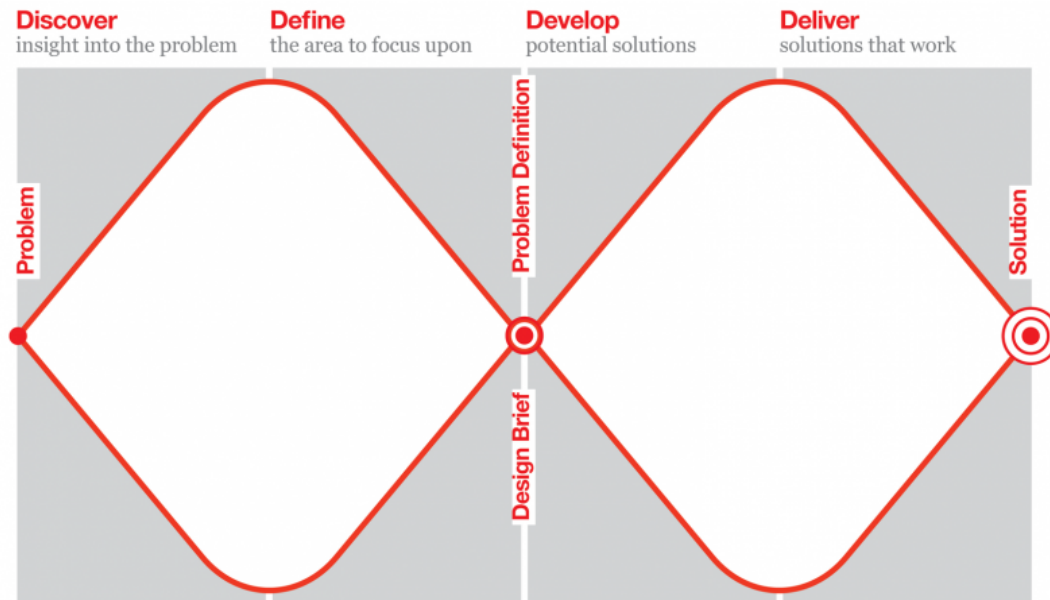 Discover
insight into the problem
Define
the area to focus upon
Develop
potential solutions
Deliver
solutions that work
Problem
Problem Definition
Design Brief
Solution